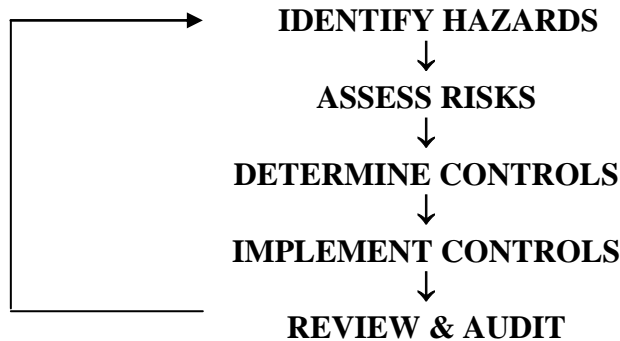 IDENTIFY HAZARDS
ASSESS RISKS
DETERMINE CONTROLS
IMPLEMENT CONTROLS
REVIEW & AUDIT